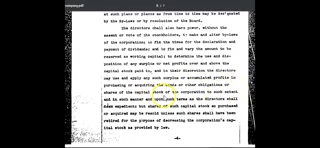 at such place or places as from time to time may be designated
by the By-Laws or by resolution of the Board.
The directors shall also have power, without the
assent or vote of the stockholders, to make and alter by-laws
of the corporation; to fix the times for the declaration and
payment of dividends; and to fix and vary the amount to be
reserved as working capital; to determine the use and dis-
position of any surplus or net profits over and above the
capital stock paid in, and in their discretion the directors
may use and apply any such surplus or accumulated profits in
purchasing or acquiring the bonds or other obligations or
shares of the capital stock of the corporation to such extent
and in such manner and upon such terms as the directors shall
deem expedient; but shares of such capital stock so purchased
or acquired may be resold unless such shares shall have been
retired for the purpose of decreasing the corporation's cap-
ital stock as provided by law.